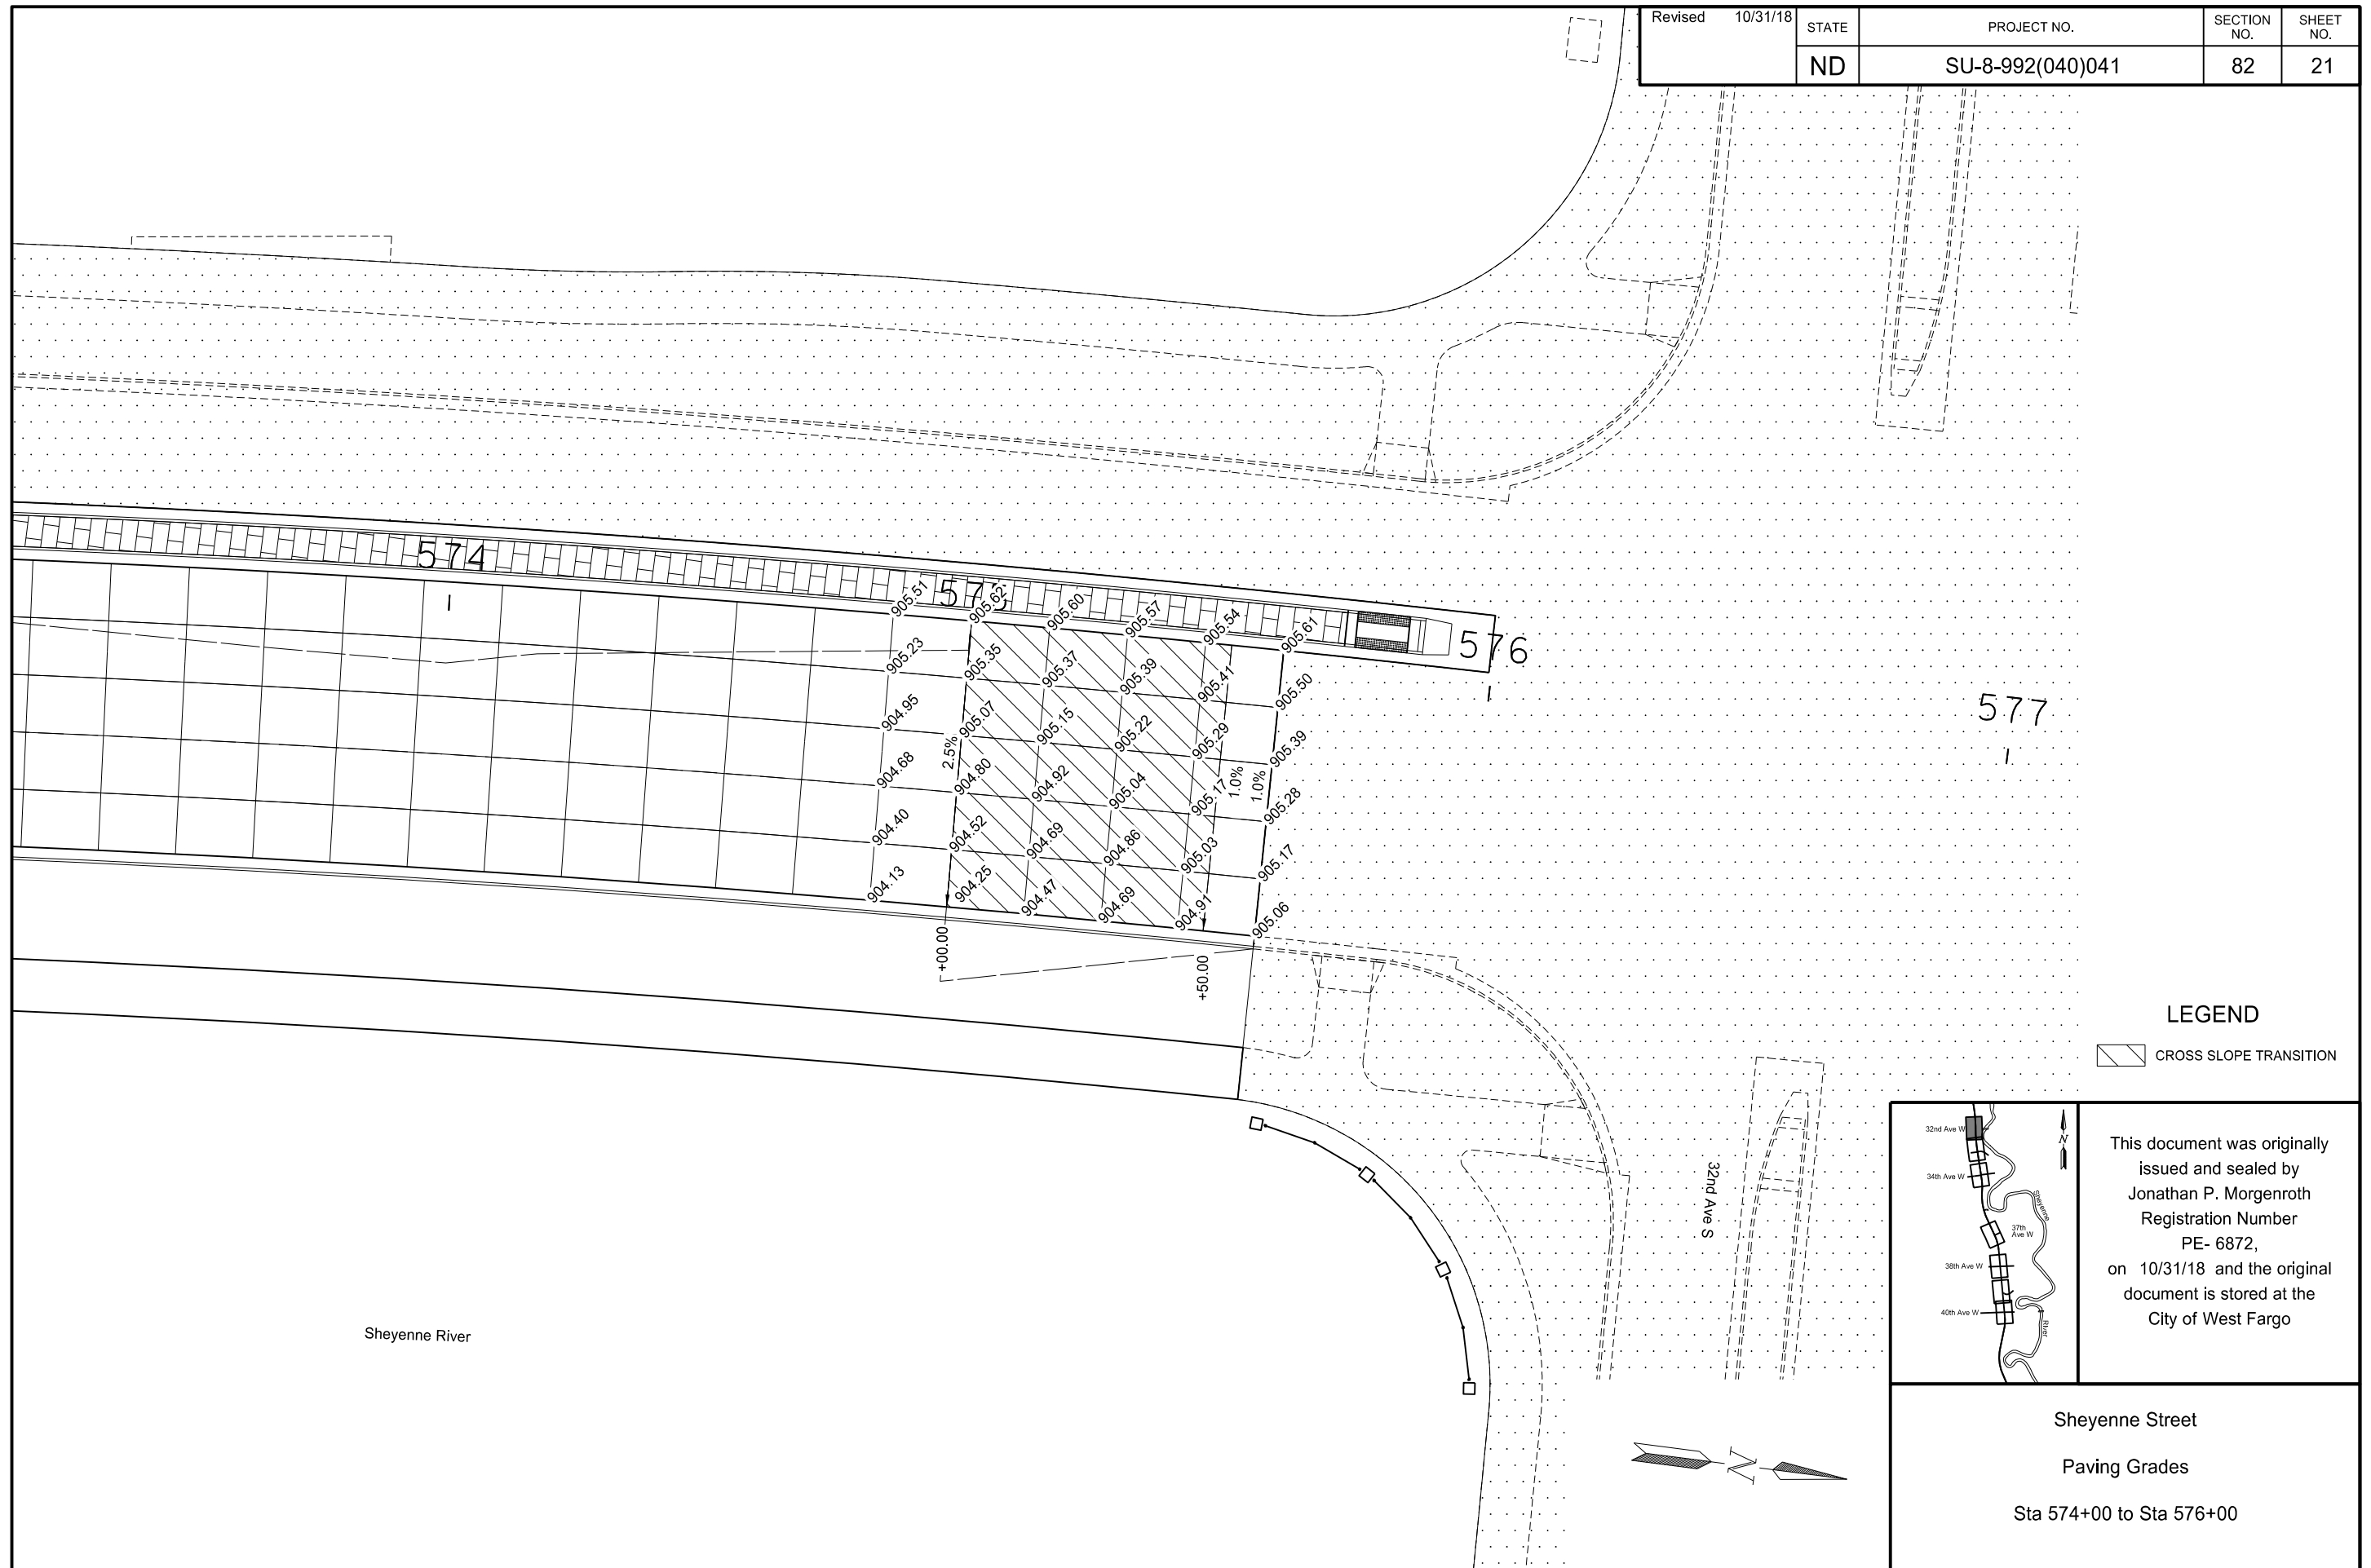 Revised 10/31/18
STATE
PROJECT NO.
SECTION NO.
SHEET NO.
ND
SU-8-992(040)041
82
21
574
576
577
905.51
905.62
905.60
905.57
905.54
905.61
905.23
905.35
905.37
905.39
905.41
905.50
904.95
905.07
905.15
905.22
905.29
905.39
904.68
904.80
904.92
905.04
905.17
905.28
904.40
904.52
904.69
904.86
905.03
905.17
904.13
904.25
904.47
904.69
904.91
905.06
2.5%
1.0%
1.0%
+00.00
+50.00
LEGEND
CROSS SLOPE TRANSITION
32nd Ave S
Sheyenne River
N
32nd Ave W
N
34th Ave W
Sheyenne
37th
Ave W
38th Ave W
40th Ave W
River
This document was originally
issued and sealed by
Jonathan P. Morgenroth
Registration Number
PE- 6872,
on 10/31/18 and the original
document is stored at the
City of West Fargo
Sheyenne Street
Paving Grades
Sta 574+00 to Sta 576+00